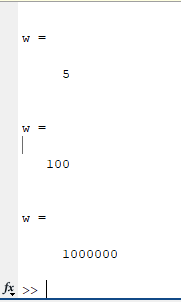 w =
5
w =
100
w =
1000000
fx >>